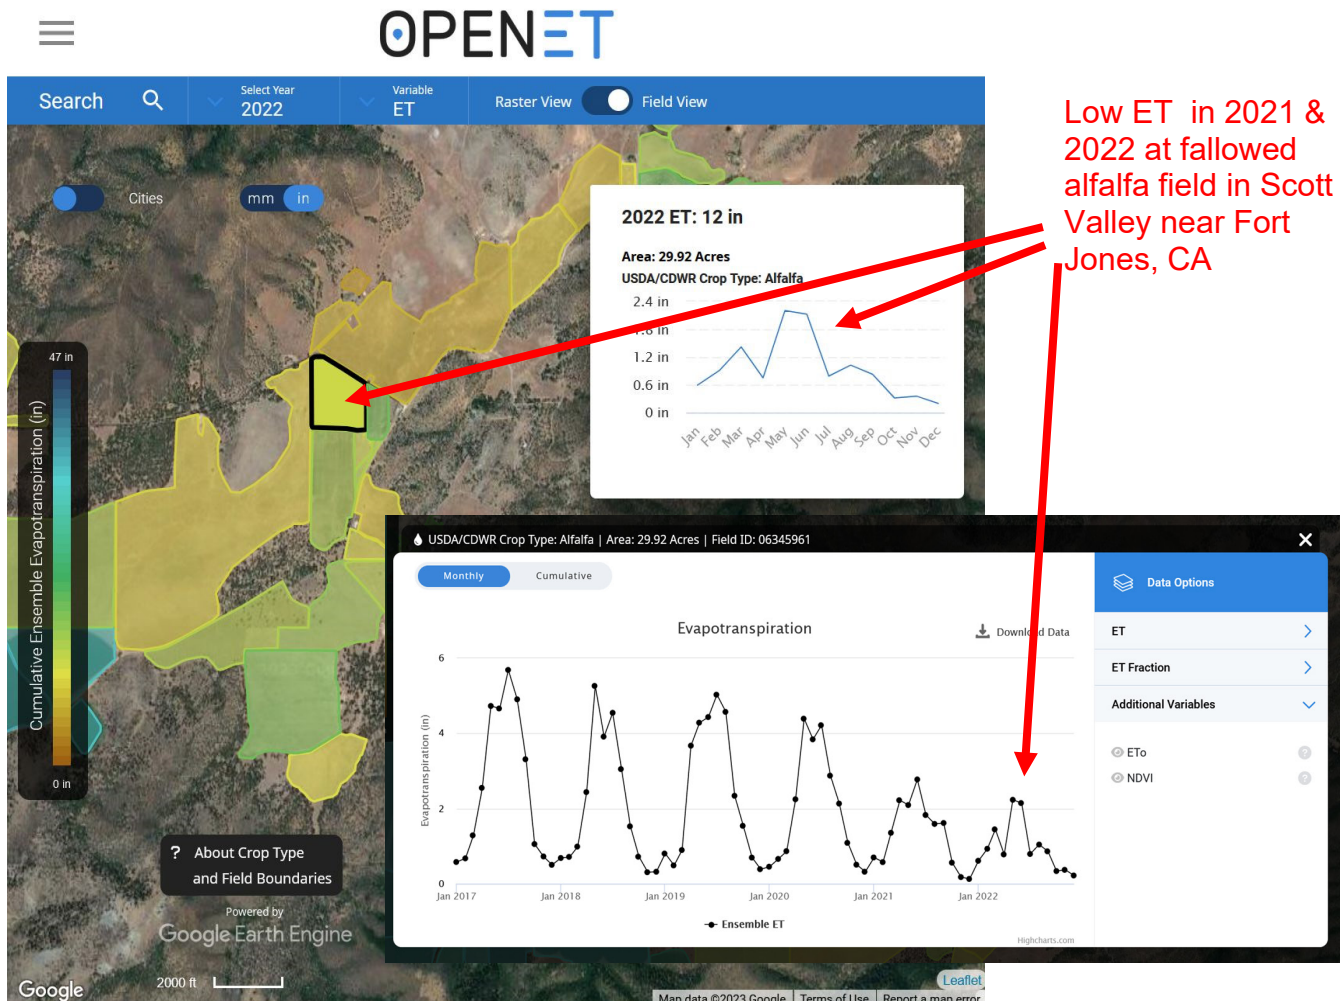 OPENET
Search
Select Year
2022
Variable
ET
Raster View
Field View
Low ET in 2021 &
2022 at fallowed
alfalfa field in Scott
Valley near Fort
Jones, CA
Cities
mm in
2022 ET: 12 in
Area: 29.92 Acres
USDA/CDWR Crop Type: Alfalfa
2.4 in
1.8 in
1.2 in
0.6 in
0 in
Jan Feb Mar Apr May Jun Jul Aug Sep Oct Nov Dec
47 in
Cumulative Ensemble Evapotranspiration (in)
0 in
USDA/CDWR Crop Type: Alfalfa | Area: 29.92 Acres | Field ID: 06345961
Monthly Cumulative
Evapotranspiration
Download Data
Evapotranspiration (in)
6
4
2
0
Jan 2017 Jan 2018 Jan 2019 Jan 2020 Jan 2021 Jan 2022
Ensemble ET
Highcharts.com
Data Options
ET
ET Fraction
Additional Variables
ETo ?
NDVI ?
? About Crop Type
and Field Boundaries
Powered by
Google Earth Engine
Google
2000 ft
Leaflet
Map data ©2023 Google | Terms of Use | Report a map error